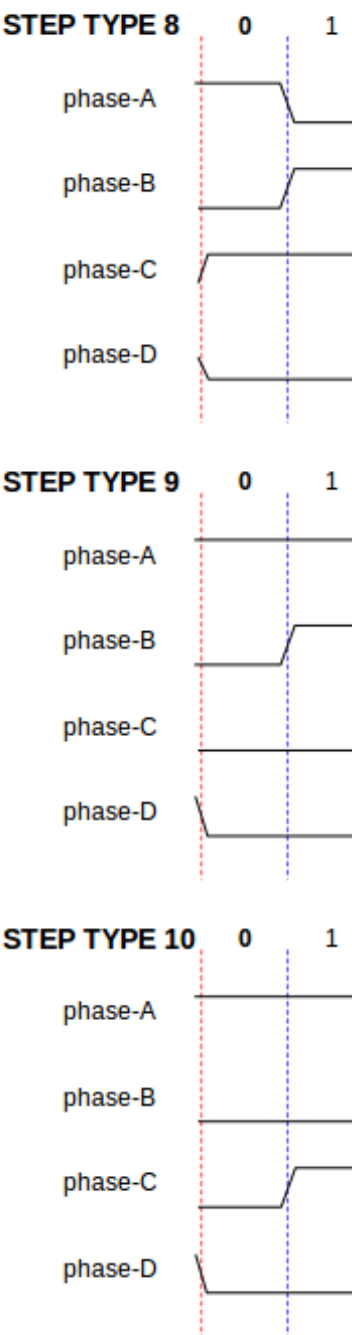 STEP TYPE 8 0 1
phase-A
phase-B
phase-C
phase-D
STEP TYPE 9 0 1
phase-A
phase-B
phase-C
phase-D
STEP TYPE 10 0 1
phase-A
phase-B
phase-C
phase-D